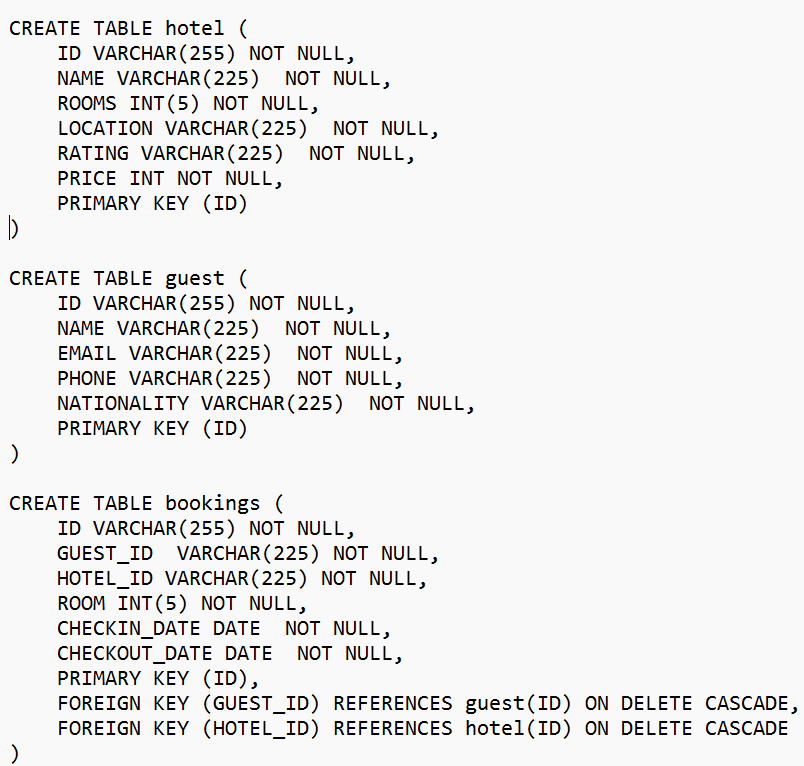 CREATE TABLE hotel (
    ID VARCHAR(255) NOT NULL,
    NAME VARCHAR(225)  NOT NULL,
    ROOMS INT(5) NOT NULL,
    LOCATION VARCHAR(225)  NOT NULL,
    RATING VARCHAR(225)  NOT NULL,
    PRICE INT NOT NULL,
    PRIMARY KEY (ID)
)

CREATE TABLE guest (
    ID VARCHAR(255) NOT NULL,
    NAME VARCHAR(225)  NOT NULL,
    EMAIL VARCHAR(225)  NOT NULL,
    PHONE VARCHAR(225)  NOT NULL,
    NATIONALITY VARCHAR(225)  NOT NULL,
    PRIMARY KEY (ID)
)

CREATE TABLE bookings (
    ID VARCHAR(255) NOT NULL,
    GUEST_ID  VARCHAR(225) NOT NULL,
    HOTEL_ID VARCHAR(225) NOT NULL,
    ROOM INT(5) NOT NULL,
    CHECKIN_DATE DATE  NOT NULL,
    CHECKOUT_DATE DATE  NOT NULL,
    PRIMARY KEY (ID),
    FOREIGN KEY (GUEST_ID) REFERENCES guest(ID) ON DELETE CASCADE,
    FOREIGN KEY (HOTEL_ID) REFERENCES hotel(ID) ON DELETE CASCADE
)